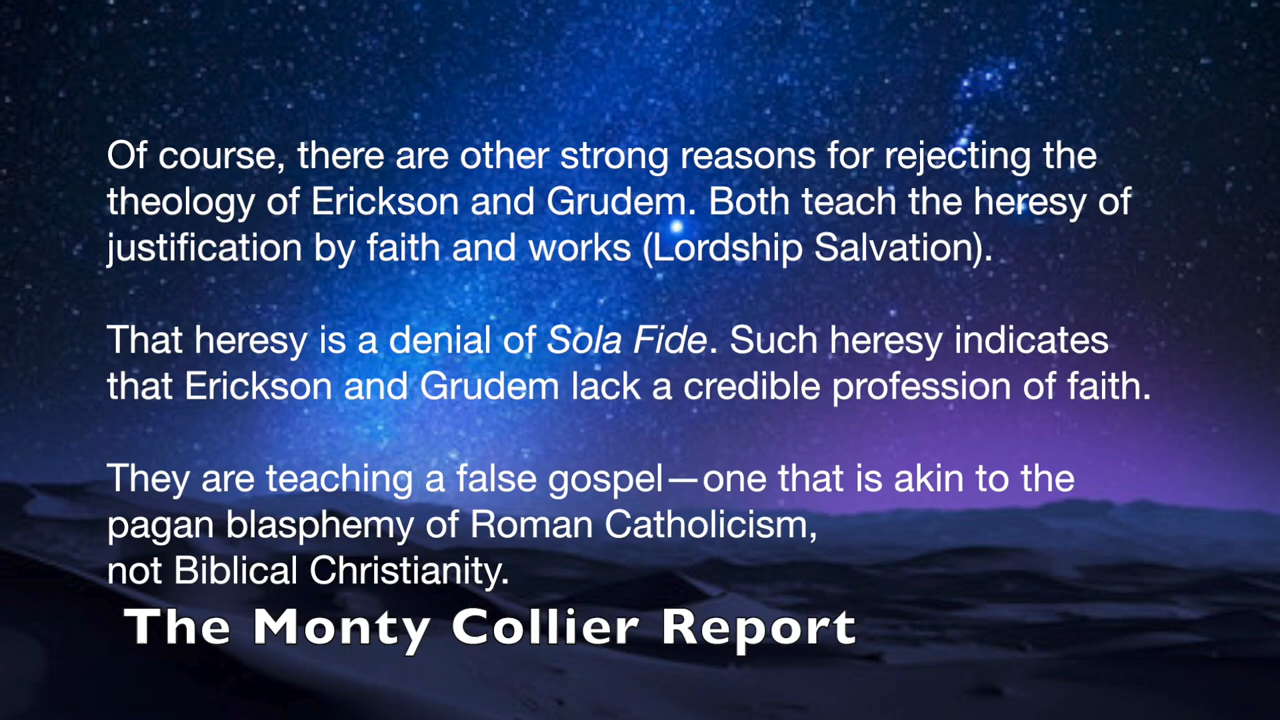 Of course, there are other strong reasons for rejecting the
theology of Erickson and Grudem. Both teach the heresy of
justification by faith and works (Lordship Salvation).
That heresy is a denial of Sola Fide. Such heresy indicates
that Erickson and Grudem lack a credible profession of faith.
They are teaching a false gospel—one that is akin to the
pagan blasphemy of Roman Catholicism,
not Biblical Christianity.
The Monty Collier Report